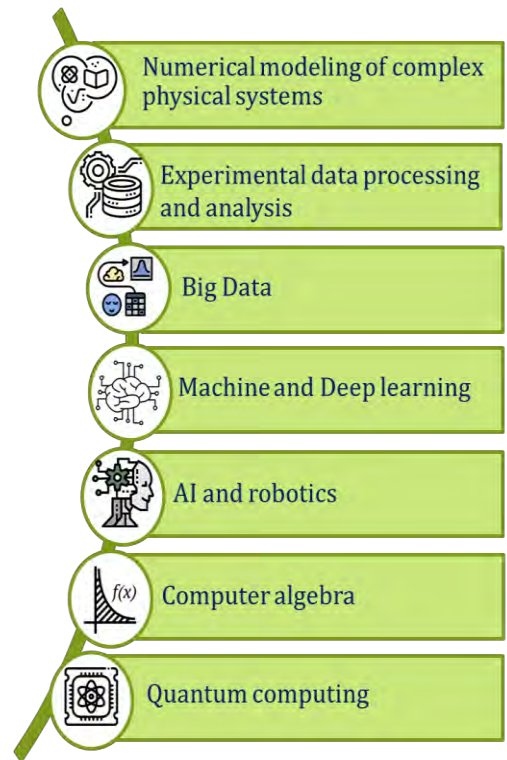 Numerical modeling of complex
physical systems
Experimental data processing
and analysis
Big Data
Machine and Deep learning
AI and robotics
f(x)
Computer algebra
Quantum computing